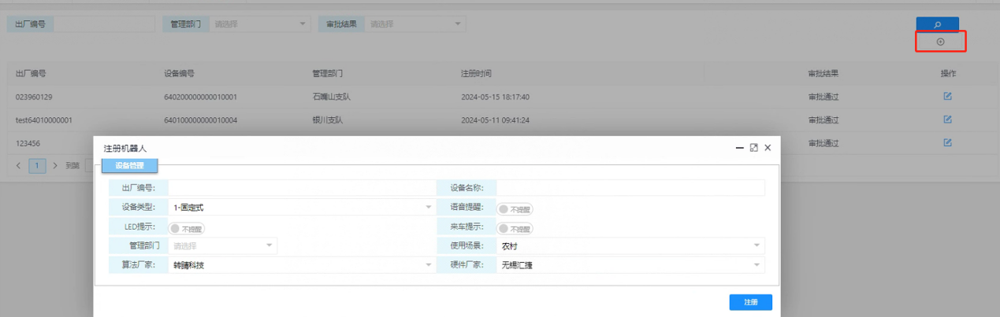 出厂编号 管理部门 请选择 审批结果 请选择
出厂编号 设备编号 管理部门 注册时间 审批结果 操作
023960129 640200000000010001 石嘴山支队 2024-05-15 18:17:40 审批通过
test64010000001 640100000000010004 银川支队 2024-05-11 09:41:24 审批通过
123456 审批通过
1 到第
注册机器人
设备管理
出厂编号: 设备名称:
设备类型: 1-固定式 语音提醒: 不提醒
LED提示: 不提醒 来车提示: 不提醒
管理部门 请选择 使用场景: 农村
算法厂家: 转睛科技 硬件厂家: 无锡汇捷
注册